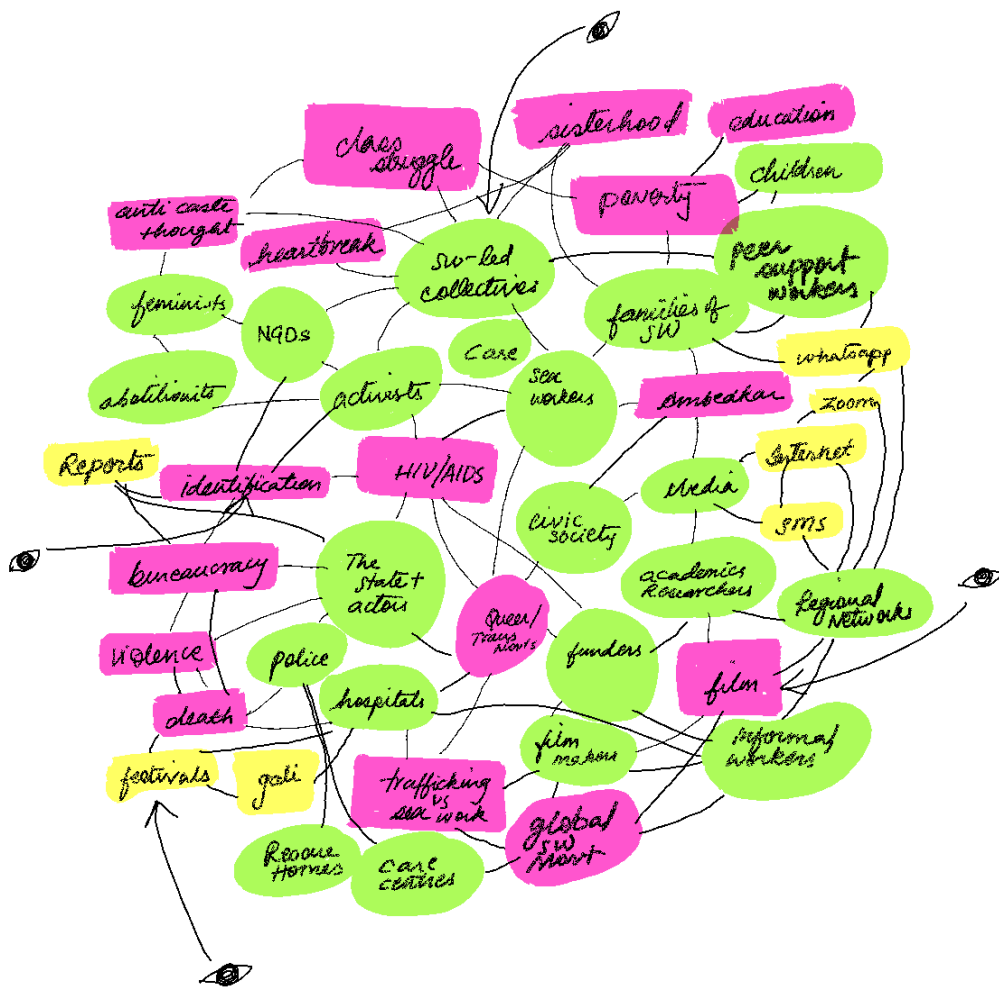 sisterhood
education
class
struggle
children
poverty
anti caste
thought
heartbreak
sw-led
collectives
peer
support
workers
feminists
families of
SW
NGOs
care
whatsapp
sex
workers
abolitionists
activists
Ambedkar
zoom
Reports
identification
HIV/AIDS
Internet
Media
sms
civic
society
bureaucracy
The
state +
actors
academics
Researchers
Regional
Networks
Queer/
Trans
Movts
violence
police
funders
film
hospitals
death
film
makers
informal
workers
festivals
gali
trafficking
vs
sex work
global
SW
Movt
Rescue
Homes
care
centres